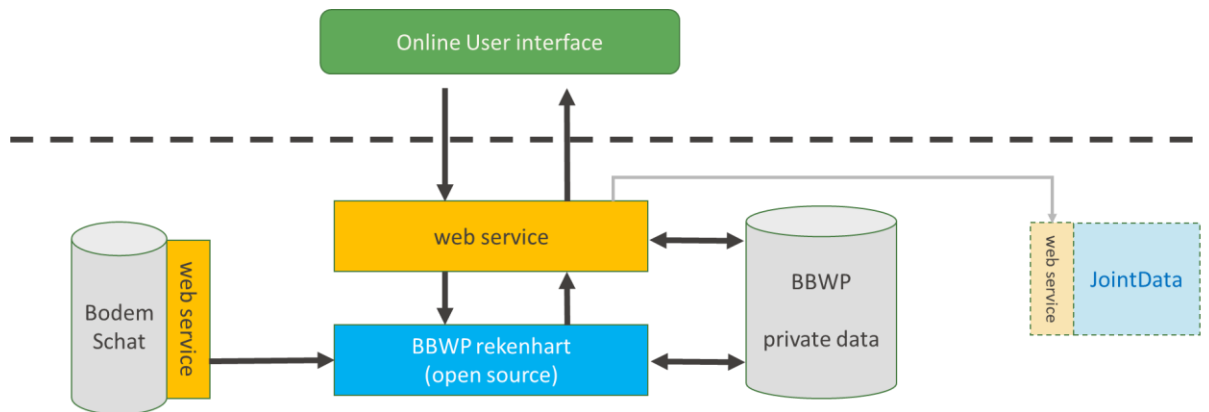 Online User interface
web service
BBWP rekenhart
(open source)
Bodem
Schat
web service
BBWP
private data
web service
JointData